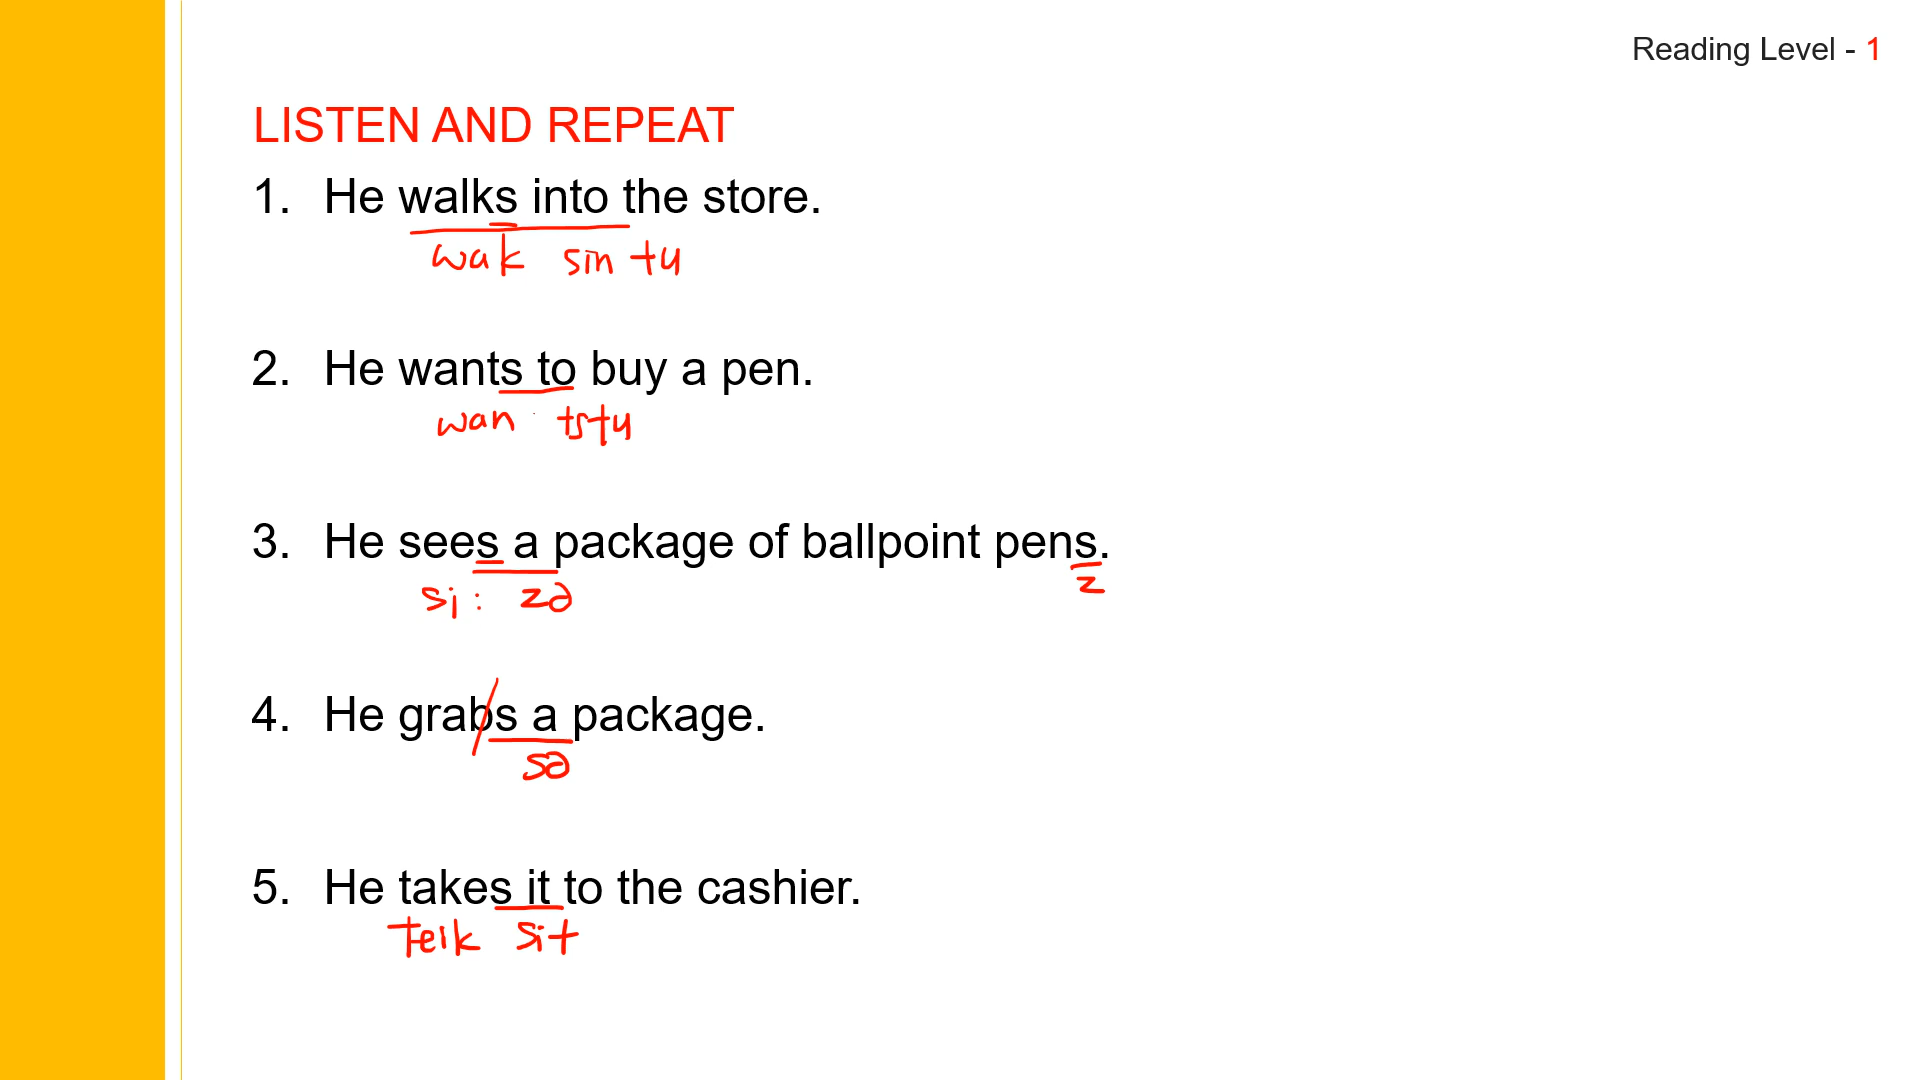 Reading Level - 1
LISTEN AND REPEAT
1. He walks into the store.
wak sin tu
2. He wants to buy a pen.
wan tstu
3. He sees a package of ballpoint pens.
si: zə z
4. He grabs a package.
sə
5. He takes it to the cashier.
teik sit